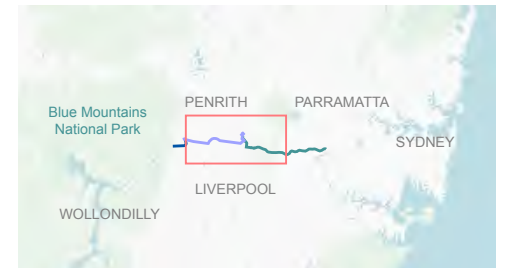 PENRITH
PARRAMATTA
Blue Mountains
National Park
SYDNEY
LIVERPOOL
WOLLONDILLY